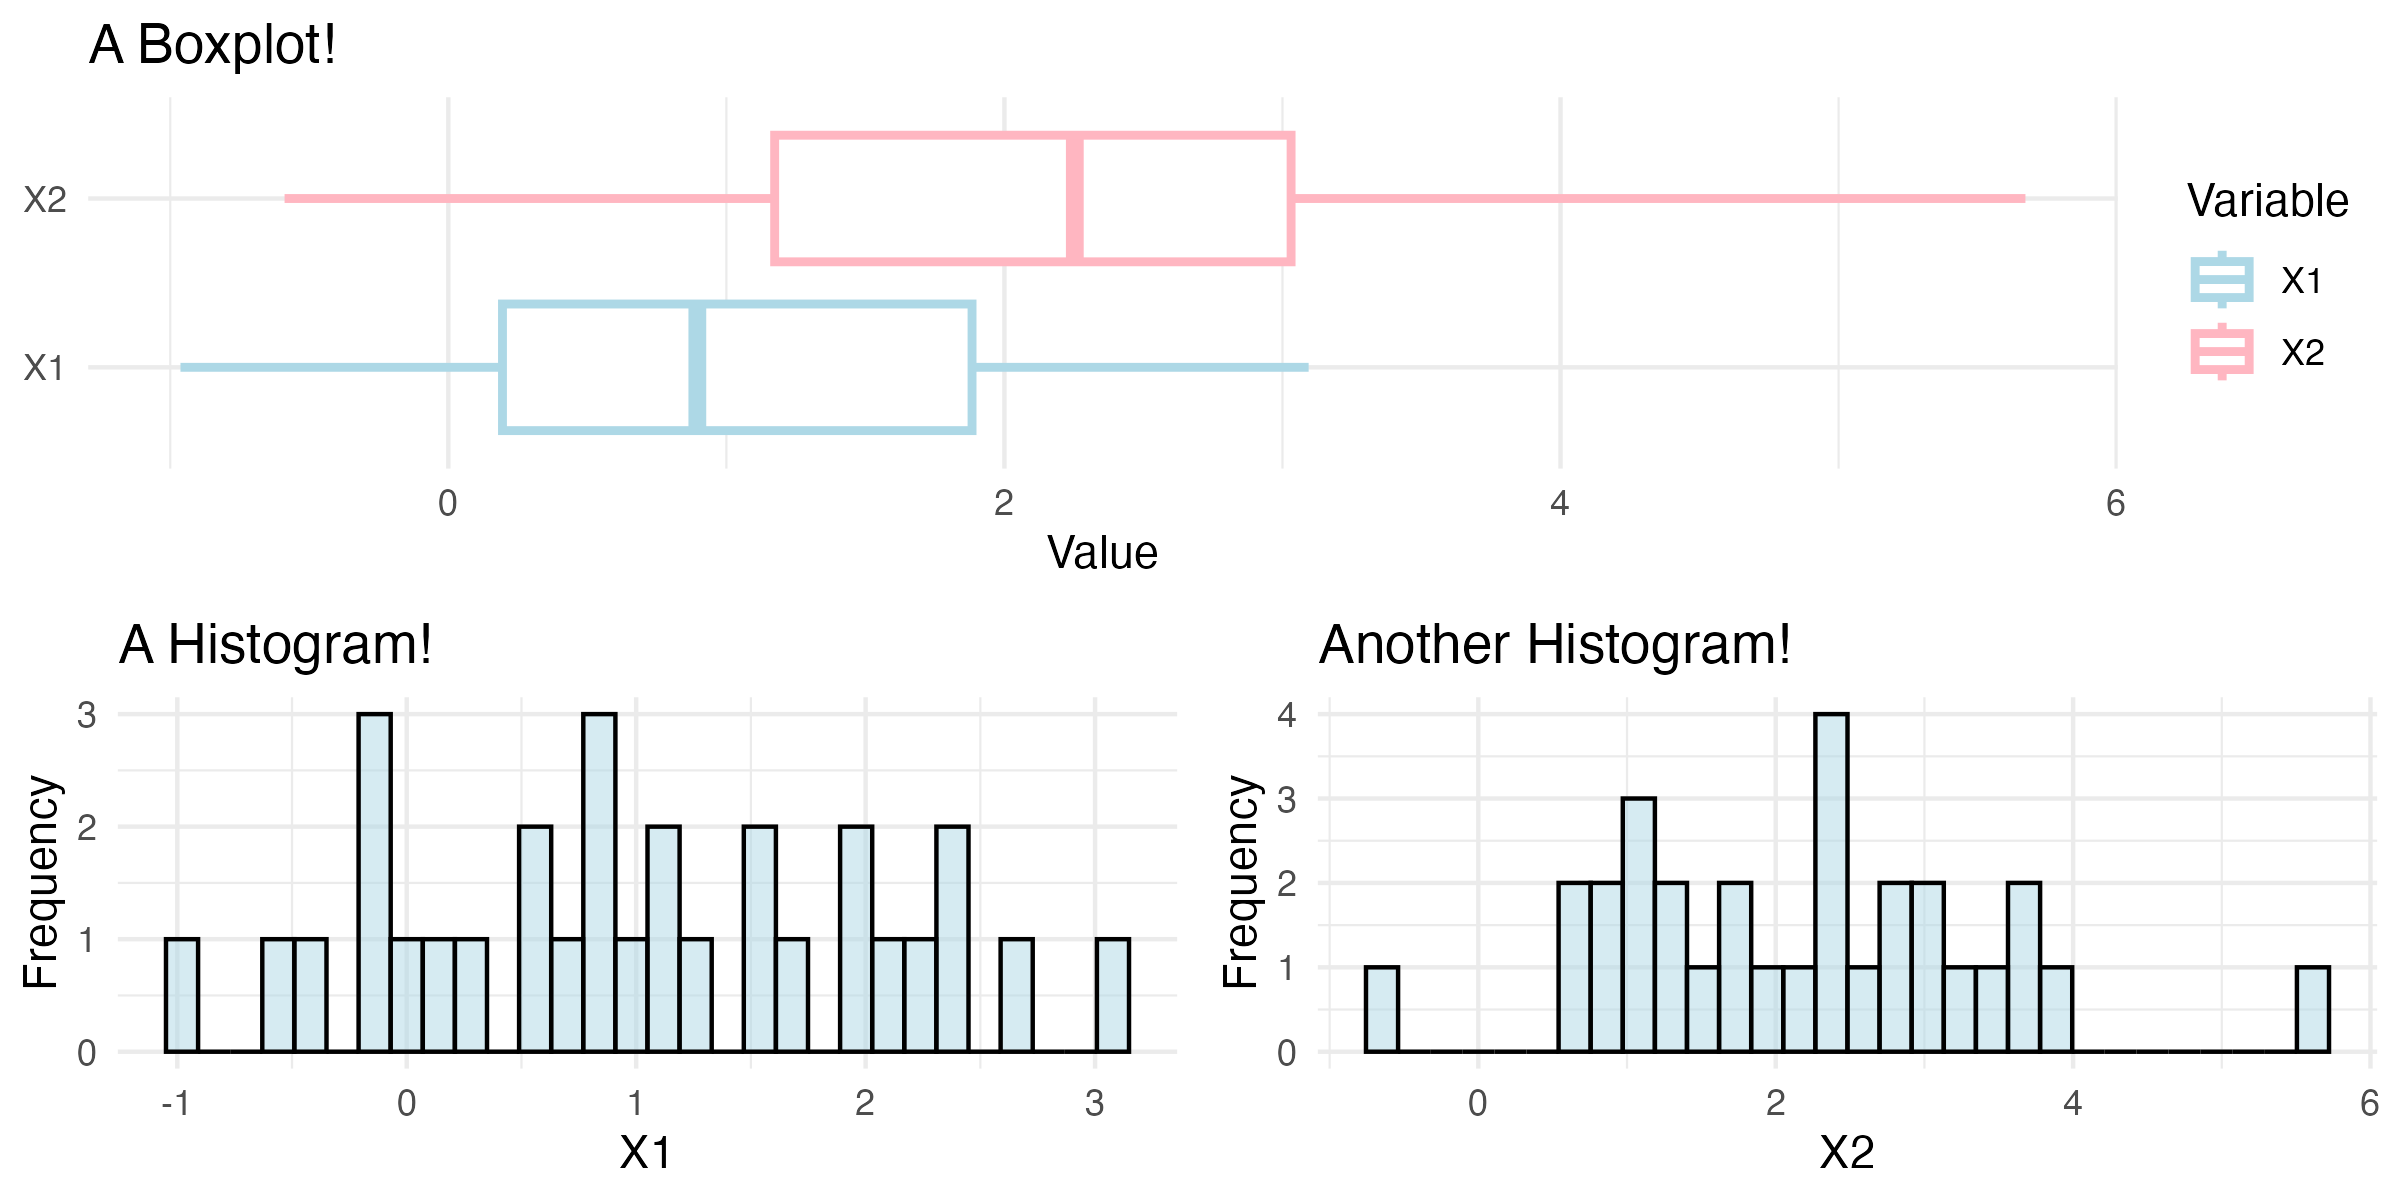 A Boxplot!
X2
X1
0 2 4 6
Value
Variable
X1
X2
A Histogram!
3
2
1
0
Frequency
-1 0 1 2 3
X1
Another Histogram!
4
3
2
1
0
Frequency
0 2 4 6
X2